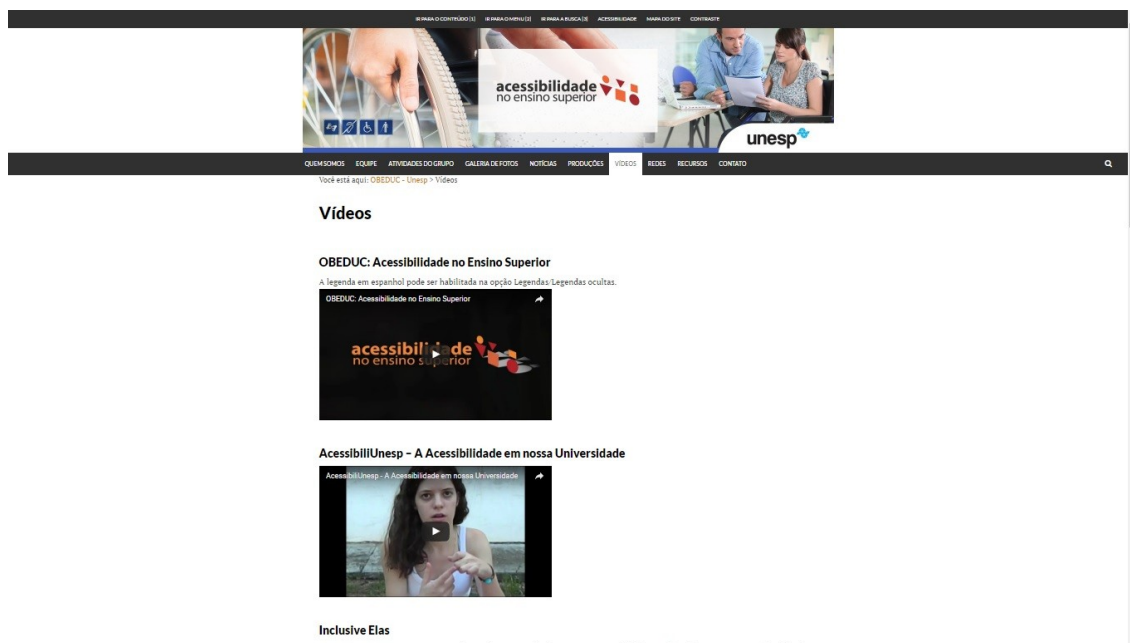 IR PARA O CONTEÚDO [1] IR PARA O MENU [2] IR PARA A BUSCA [3] ACESSIBILIDADE MAPA DO SITE CONTRASTE
acessibilidade
no ensino superior
unesp
QUEM SOMOS EQUIPE ATIVIDADES DO GRUPO GALERIA DE FOTOS NOTÍCIAS PRODUÇÕES VÍDEOS REDES RECURSOS CONTATO
Você está aqui: OBEDUC – Unesp > Vídeos
Vídeos
OBEDUC: Acessibilidade no Ensino Superior
A legenda em espanhol pode ser habilitada na opção Legendas/Legendas ocultas.
OBEDUC: Acessibilidade no Ensino Superior
acessibilidade
no ensino superior
AcessibiliUnesp – A Acessibilidade em nossa Universidade
AcessibiliUnesp - A Acessibilidade em nossa Universidade
Inclusive Elas